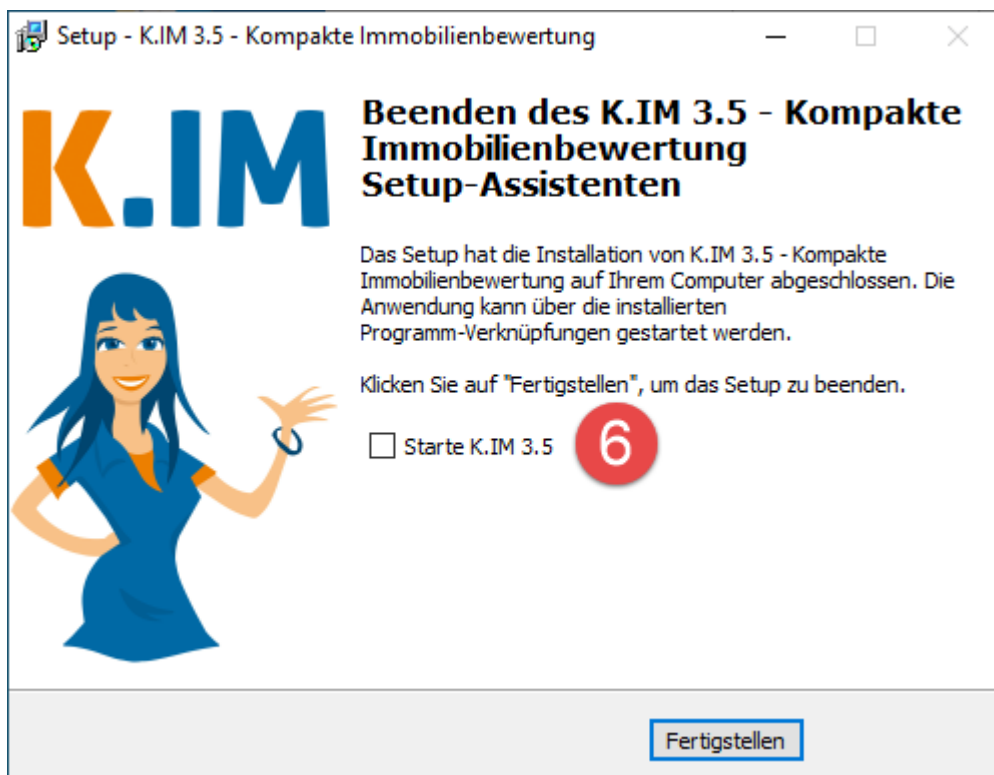 Setup - K.IM 3.5 - Kompakte Immobilienbewertung
K.IM
Beenden des K.IM 3.5 - Kompakte
Immobilienbewertung
Setup-Assistenten
Das Setup hat die Installation von K.IM 3.5 - Kompakte
Immobilienbewertung auf Ihrem Computer abgeschlossen. Die
Anwendung kann über die installierten
Programm-Verknüpfungen gestartet werden.
Klicken Sie auf "Fertigstellen", um das Setup zu beenden.
Starte K.IM 3.5
6
Fertigstellen